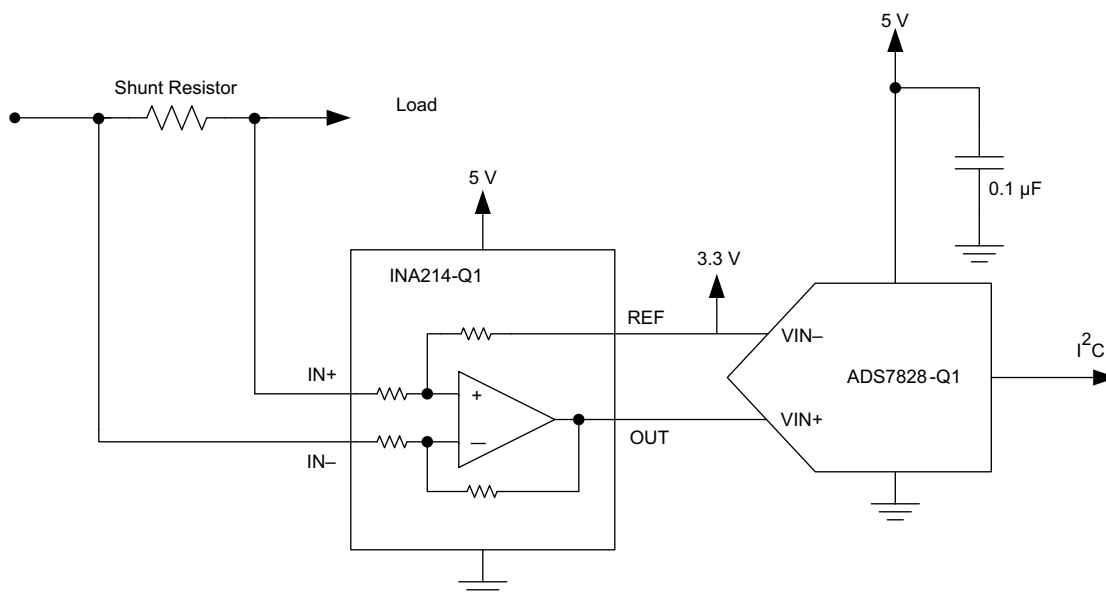 5 V
Shunt Resistor
Load
0.1 µF
5 V
INA214-Q1
3.3 V
REF
VIN–
I²C
IN+
+
ADS7828-Q1
VIN+
OUT
—
IN–